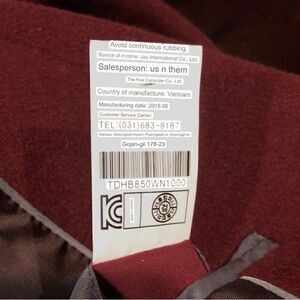 Avoid continuous rubbing.
Source of income: Jau International Co., Ltd.
Salesperson: us n them
The Hue Computer Co., Ltd.
Country of manufacture: Vietnam
Manufacturing date: 2018.06
Customer Service Center:
TEL:(031)683-9187
Gojan-gil 178-23
TDHB850WN1000